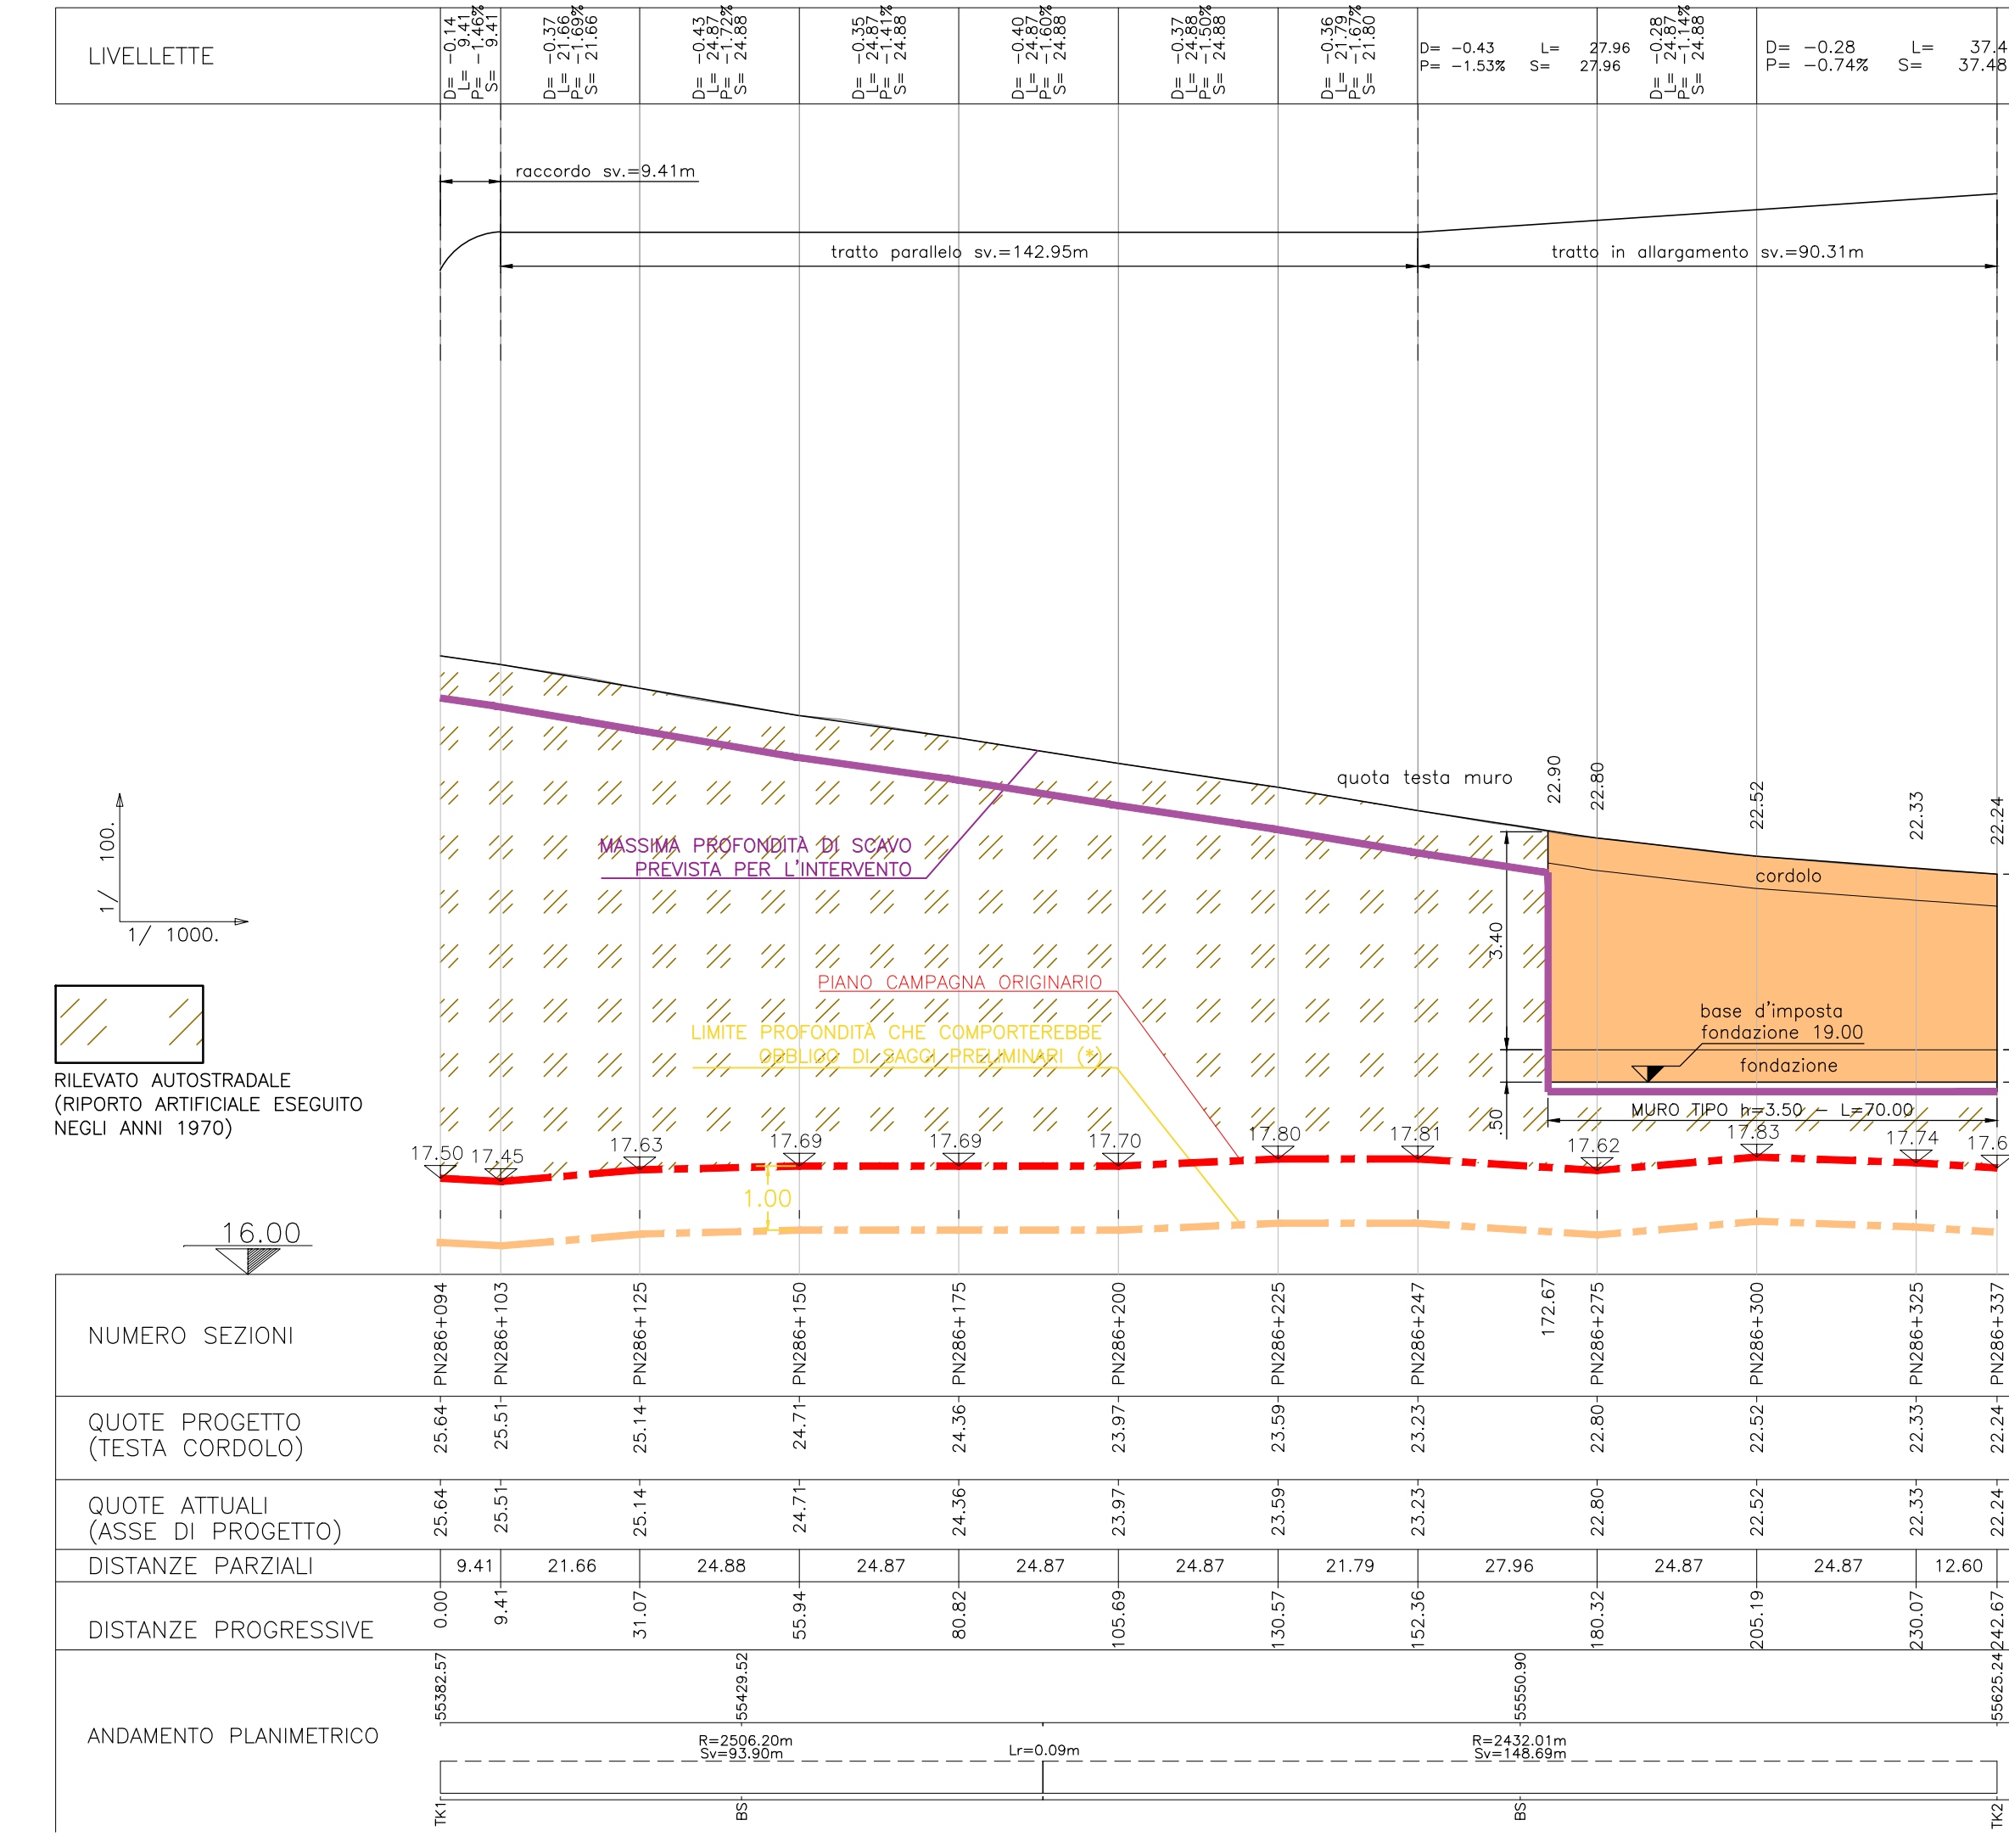 LIVELLETTE
D= -0.14
L= 9.41
P= -1.46%
S= 9.41
D= -0.37
L= 21.66
P= -1.69%
S= 21.66
D= -0.43
L= 24.87
P= -1.72%
S= 24.88
D= -0.35
L= 24.87
P= -1.41%
S= 24.88
D= -0.40
L= 24.87
P= -1.60%
S= 24.88
D= -0.37
L= 24.88
P= -1.50%
S= 24.88
D= -0.36
L= 21.79
P= -1.67%
S= 21.80
D= -0.43 L= 27.96
P= -1.53% S= 27.96
D= -0.28
L= 24.87
P= -1.14%
S= 24.88
D= -0.28 L= 37.4
P= -0.74% S= 37.48
raccordo sv.=9.41m
tratto parallelo sv.=142.95m
tratto in allargamento sv.=90.31m
quota testa muro
22.90
22.80
22.52
22.33
22.24
1/ 100.
1/ 1000.
MASSIMA PROFONDITÀ DI SCAVO
PREVISTA PER L'INTERVENTO
cordolo
3.40
PIANO CAMPAGNA ORIGINARIO
LIMITE PROFONDITÀ CHE COMPORTEREBBE
OBBLIGO DI SAGGI PRELIMINARI (*)
base d'imposta
fondazione 19.00
fondazione
RILEVATO AUTOSTRADALE
(RIPORTO ARTIFICIALE ESEGUITO
NEGLI ANNI 1970)
.50
MURO TIPO h=3.50 - L=70.00
17.50 17.45 17.63 17.69 17.69 17.70 17.80 17.81 17.62 17.83 17.74 17.6
1.00
16.00
NUMERO SEZIONI
PN286+094
PN286+103
PN286+125
PN286+150
PN286+175
PN286+200
PN286+225
PN286+247
172.67
PN286+275
PN286+300
PN286+325
PN286+337
QUOTE PROGETTO
(TESTA CORDOLO)
25.64
25.51
25.14
24.71
24.36
23.97
23.59
23.23
22.80
22.52
22.33
22.24
QUOTE ATTUALI
(ASSE DI PROGETTO)
25.64
25.51
25.14
24.71
24.36
23.97
23.59
23.23
22.80
22.52
22.33
22.24
DISTANZE PARZIALI
9.41 21.66 24.88 24.87 24.87 24.87 21.79 27.96 24.87 24.87 12.60
DISTANZE PROGRESSIVE
0.00
9.41
31.07
55.94
80.82
105.69
130.57
152.36
180.32
205.19
230.07
242.67
ANDAMENTO PLANIMETRICO
55382.57
55429.52
55550.90
55625.24
R=2506.20m
Sv=93.90m
Lr=0.09m
R=2432.01m
Sv=148.69m
TK1
BS
BS
TK2